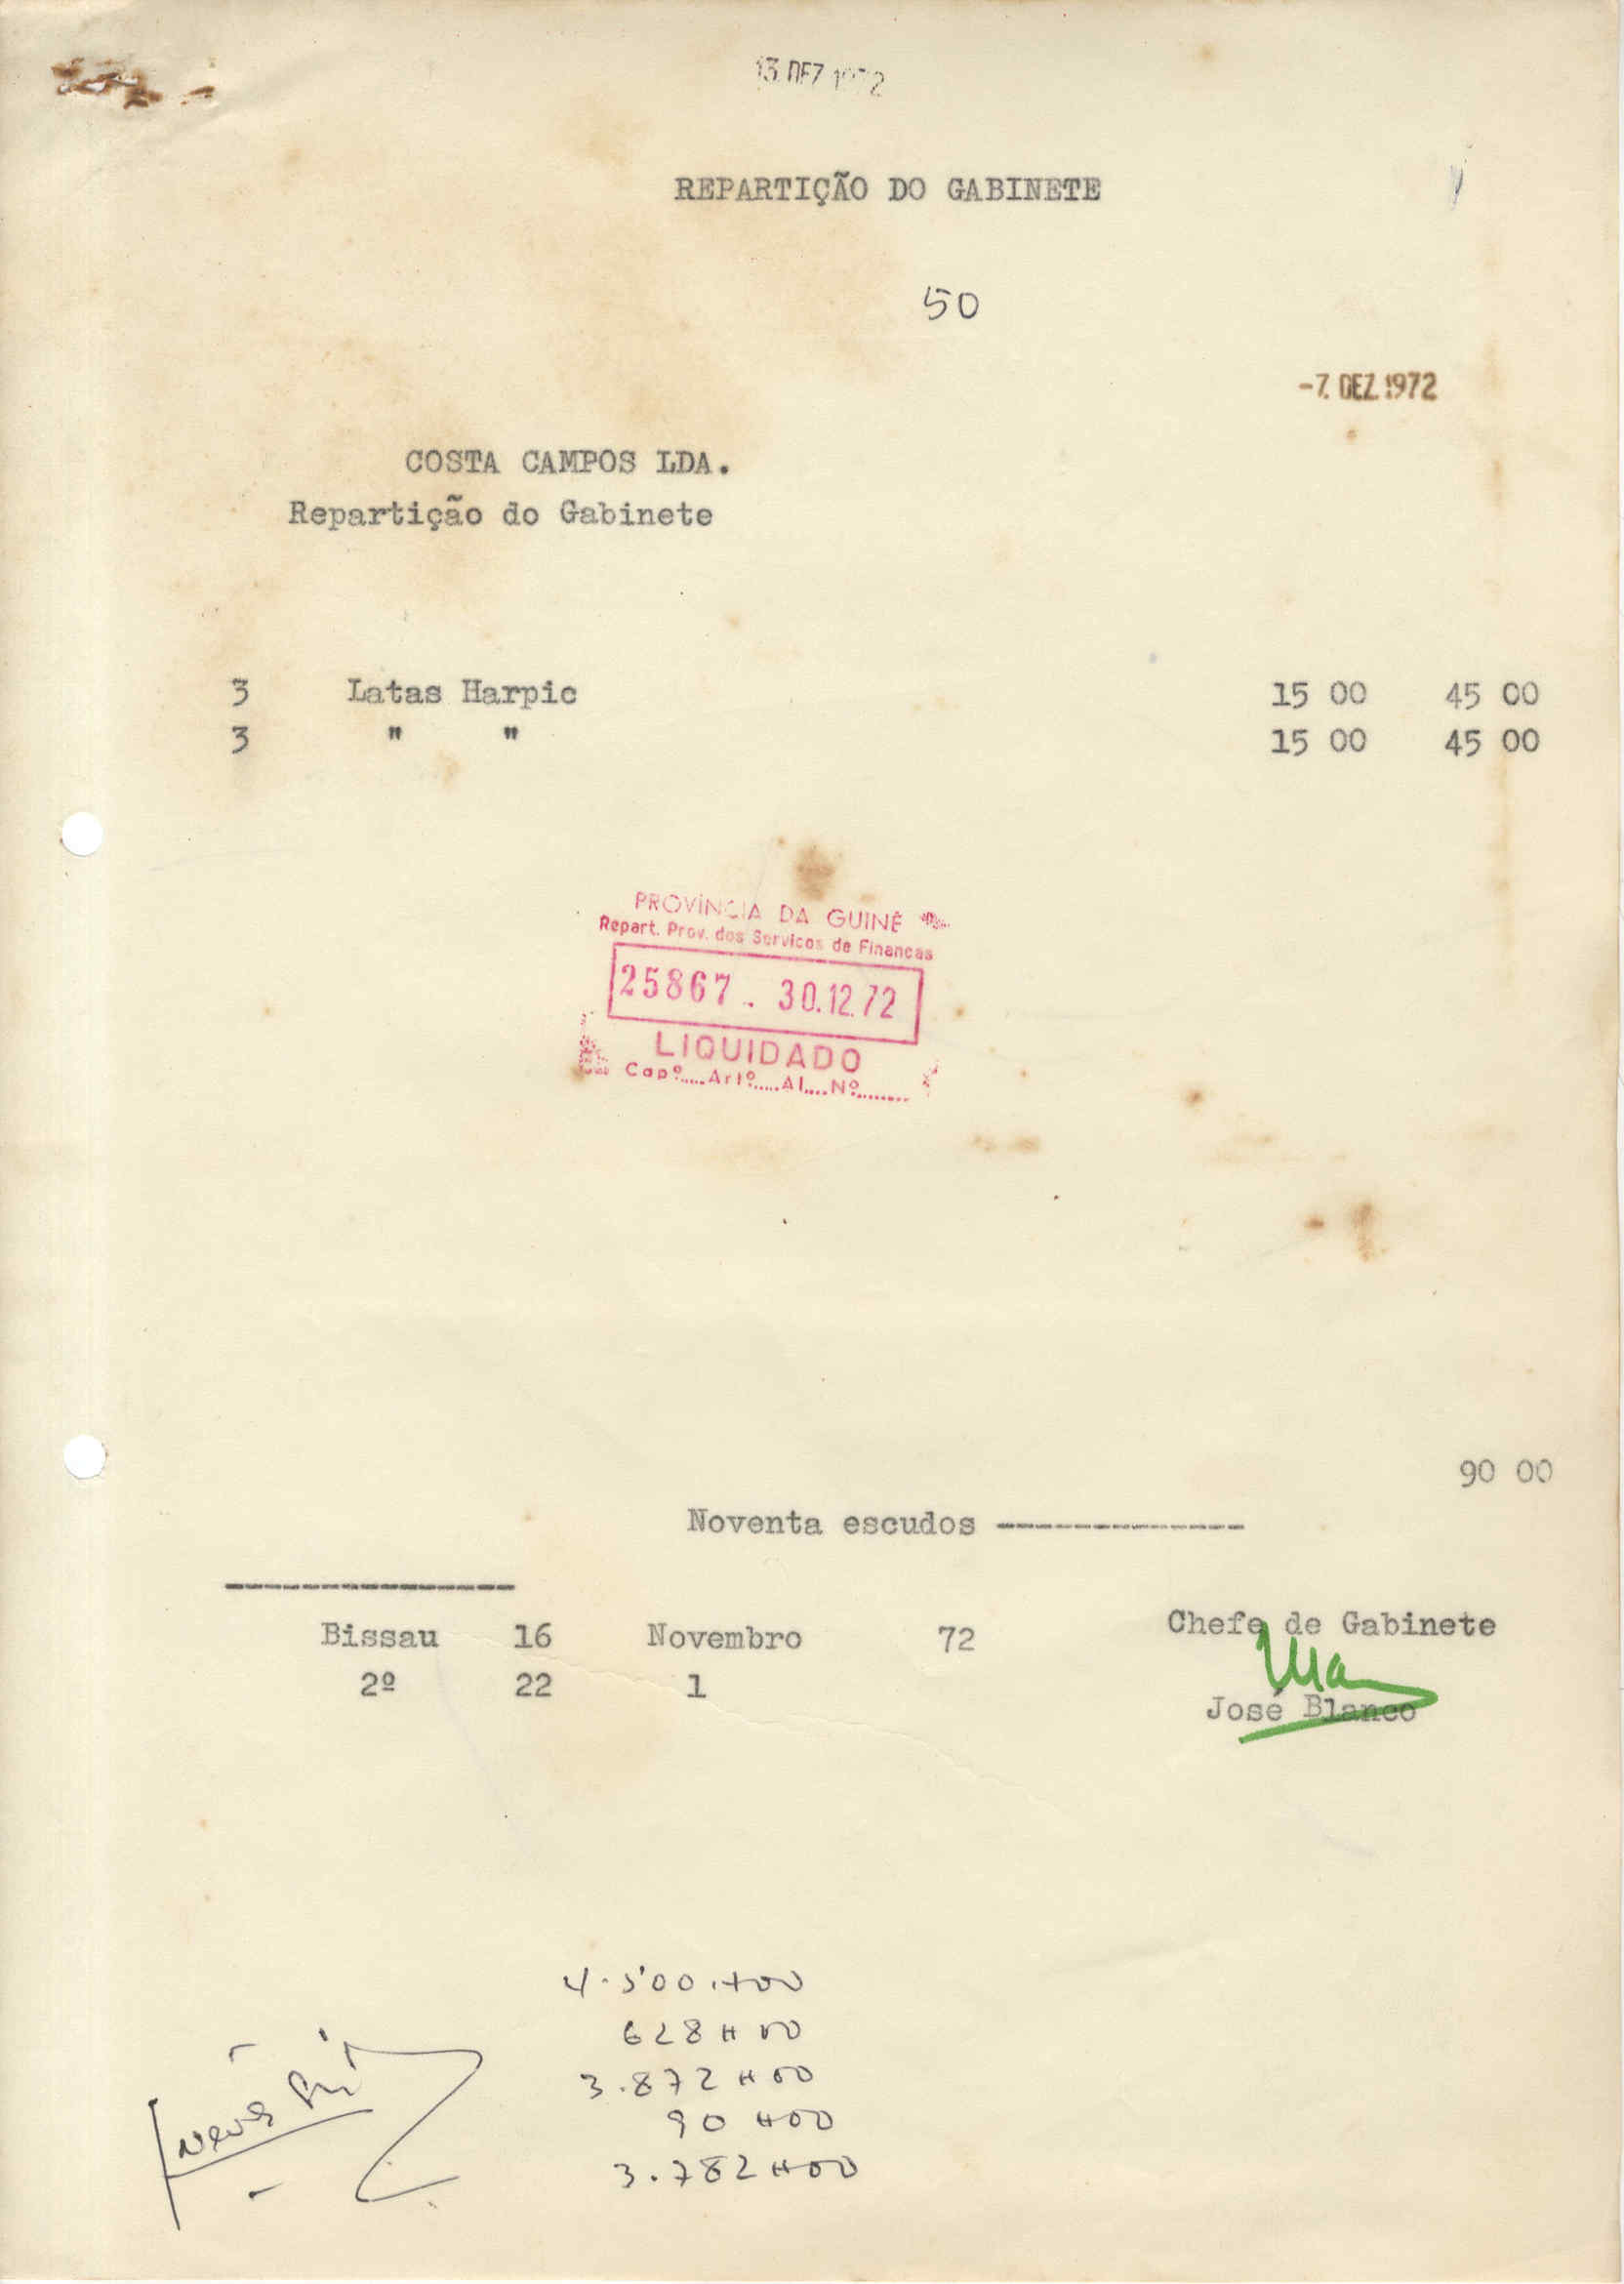 13. DEZ 1972
REPARTIÇÃO DO GABINETE
50
-7. DEZ. 1972
COSTA CAMPOS LDA.
Repartição do Gabinete
3 Latas Harpic 15 00 45 00
3 " " 15 00 45 00
PROVÍNCIA DA GUINÉ
Repart. Prov. dos Serviços de Finanças
25867 . 30.12.72
LIQUIDADO
Capº.....Artº.....Al....Nº........
90 00
Noventa escudos -------------
---------------
Bissau 16 Novembro 72 Chefe de Gabinete
2º 22 1
José Blanco
4.500.$00
628$00
3.872$00
90$00
3.782$00